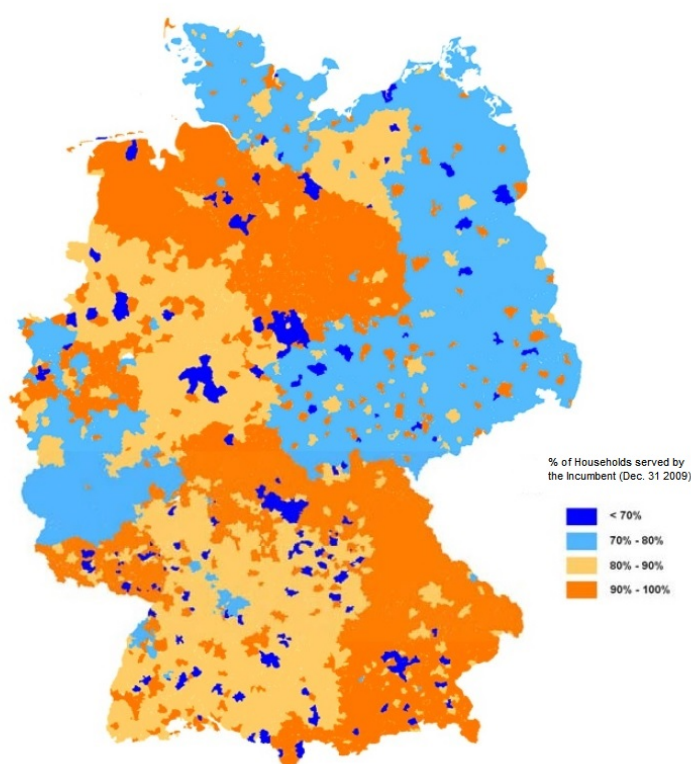 % of Households served by
the Incumbent (Dec. 31 2009)
< 70%
70% - 80%
80% - 90%
90% - 100%